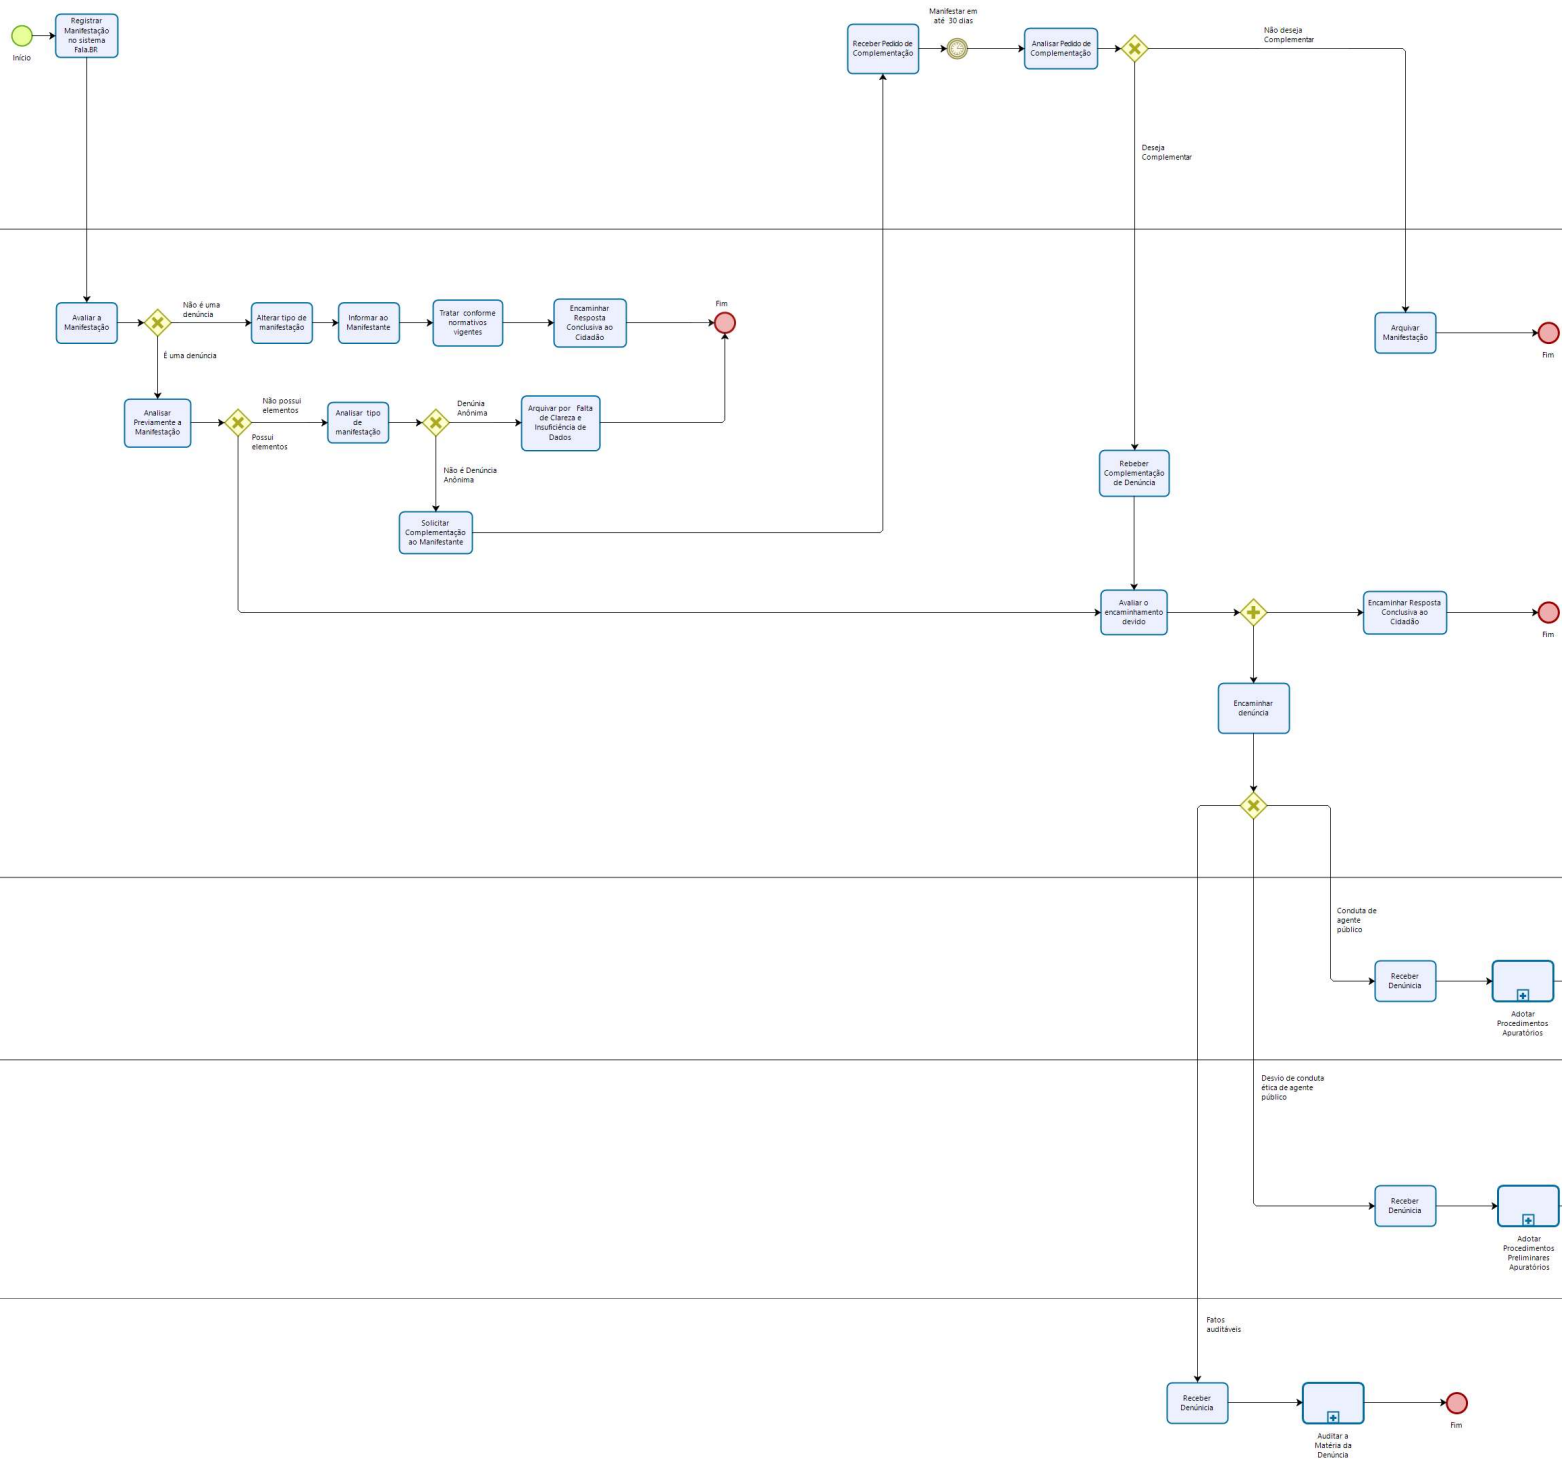 Início
Registrar
Manifestação
no sistema
Fala.BR
Receber Pedido de
Complementação
Manifestar em
até 30 dias
Analisar Pedido de
Complementação
Não deseja
Complementar
Deseja
Complementar
Avaliar a
Manifestação
Não é uma
denúncia
É uma denúncia
Alterar tipo de
manifestação
Informar ao
Manifestante
Tratar conforme
normativos
vigentes
Encaminhar
Resposta
Conclusiva ao
Cidadão
Fim
Arquivar
Manifestação
Fim
Analisar
Previamente a
Manifestação
Não possui
elementos
Possui
elementos
Analisar tipo
de
manifestação
Denúnia
Anônima
Não é Denúncia
Anônima
Arquivar por Falta
de Clareza e
Insuficiência de
Dados
Solicitar
Complementação
ao Manifestante
Rebeber
Complementação
de Denúncia
Avaliar o
encaminhamento
devido
Encaminhar Resposta
Conclusiva ao
Cidadão
Fim
Encaminhar
denúncia
Conduta de
agente
público
Receber
Denúnicia
Adotar
Procedimentos
Apuratórios
Desvio de conduta
ética de agente
público
Receber
Denúnicia
Adotar
Procedimentos
Preliminares
Apuratórios
Fatos
auditáveis
Receber
Denúnicia
Auditar a
Matéria da
Denúncia
Fim